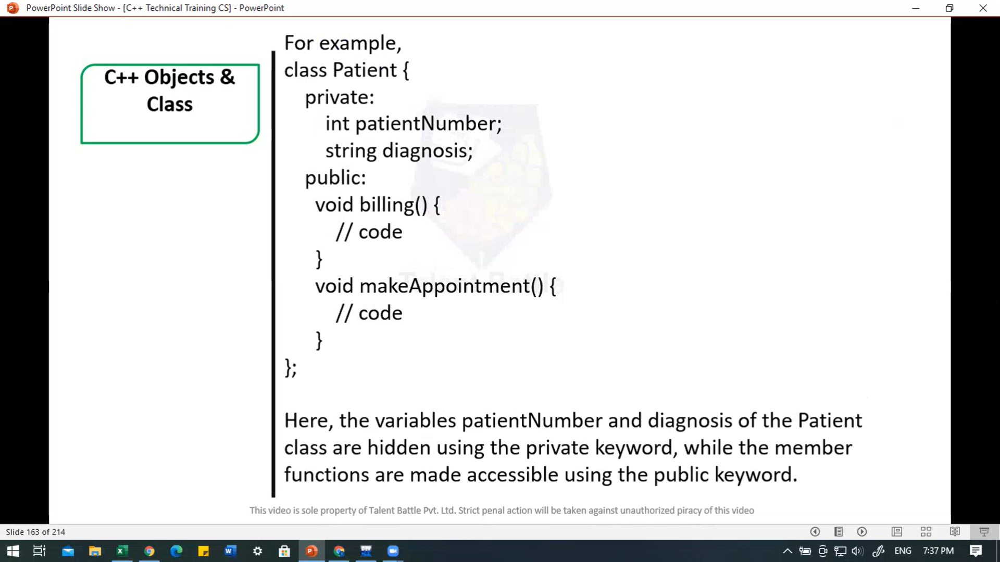 PowerPoint Slide Show - [C++ Technical Training CS] - PowerPoint
C++ Objects &
Class
For example,
class Patient {
private:
int patientNumber;
string diagnosis;
public:
void billing() {
// code
}
void makeAppointment() {
// code
}
};
Here, the variables patientNumber and diagnosis of the Patient
class are hidden using the private keyword, while the member
functions are made accessible using the public keyword.
Talent Battle
This video is sole property of Talent Battle Pvt. Ltd. Strict penal action will be taken against unauthorized piracy of this video
Slide 163 of 214
DEV
ENG
7:37 PM